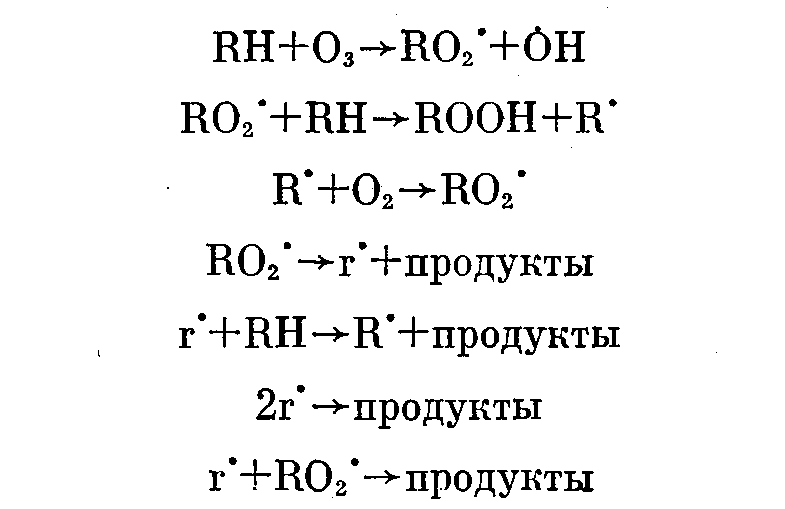 RH+O₃→RO₂˙+ȮH
RO₂˙+RH→ROOH+R˙
R˙+O₂→RO₂˙
RO₂˙→r˙+продукты
r˙+RH→R˙+продукты
2r˙→продукты
r˙+RO₂˙→продукты